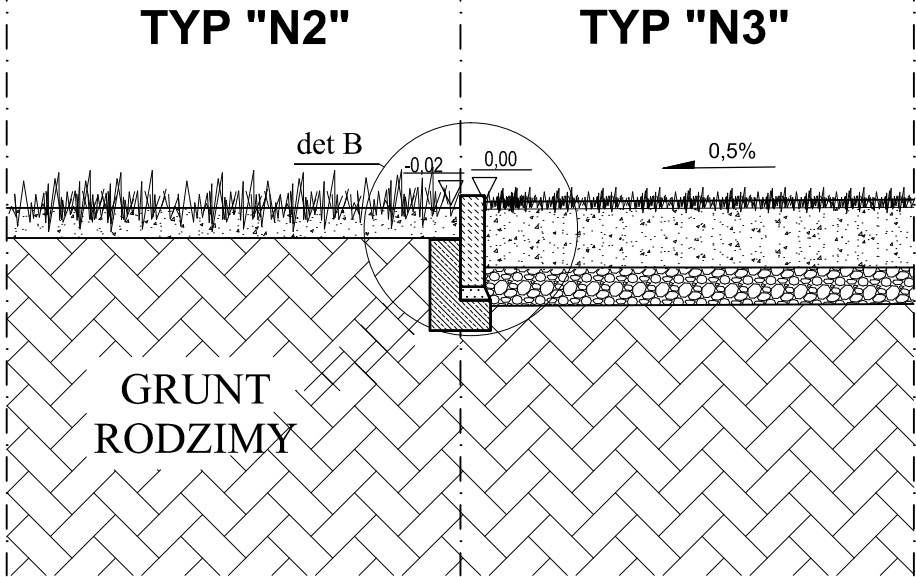 TYP "N2"
TYP "N3"
det B
-0,02
0,00
0,5%
GRUNT
RODZIMY